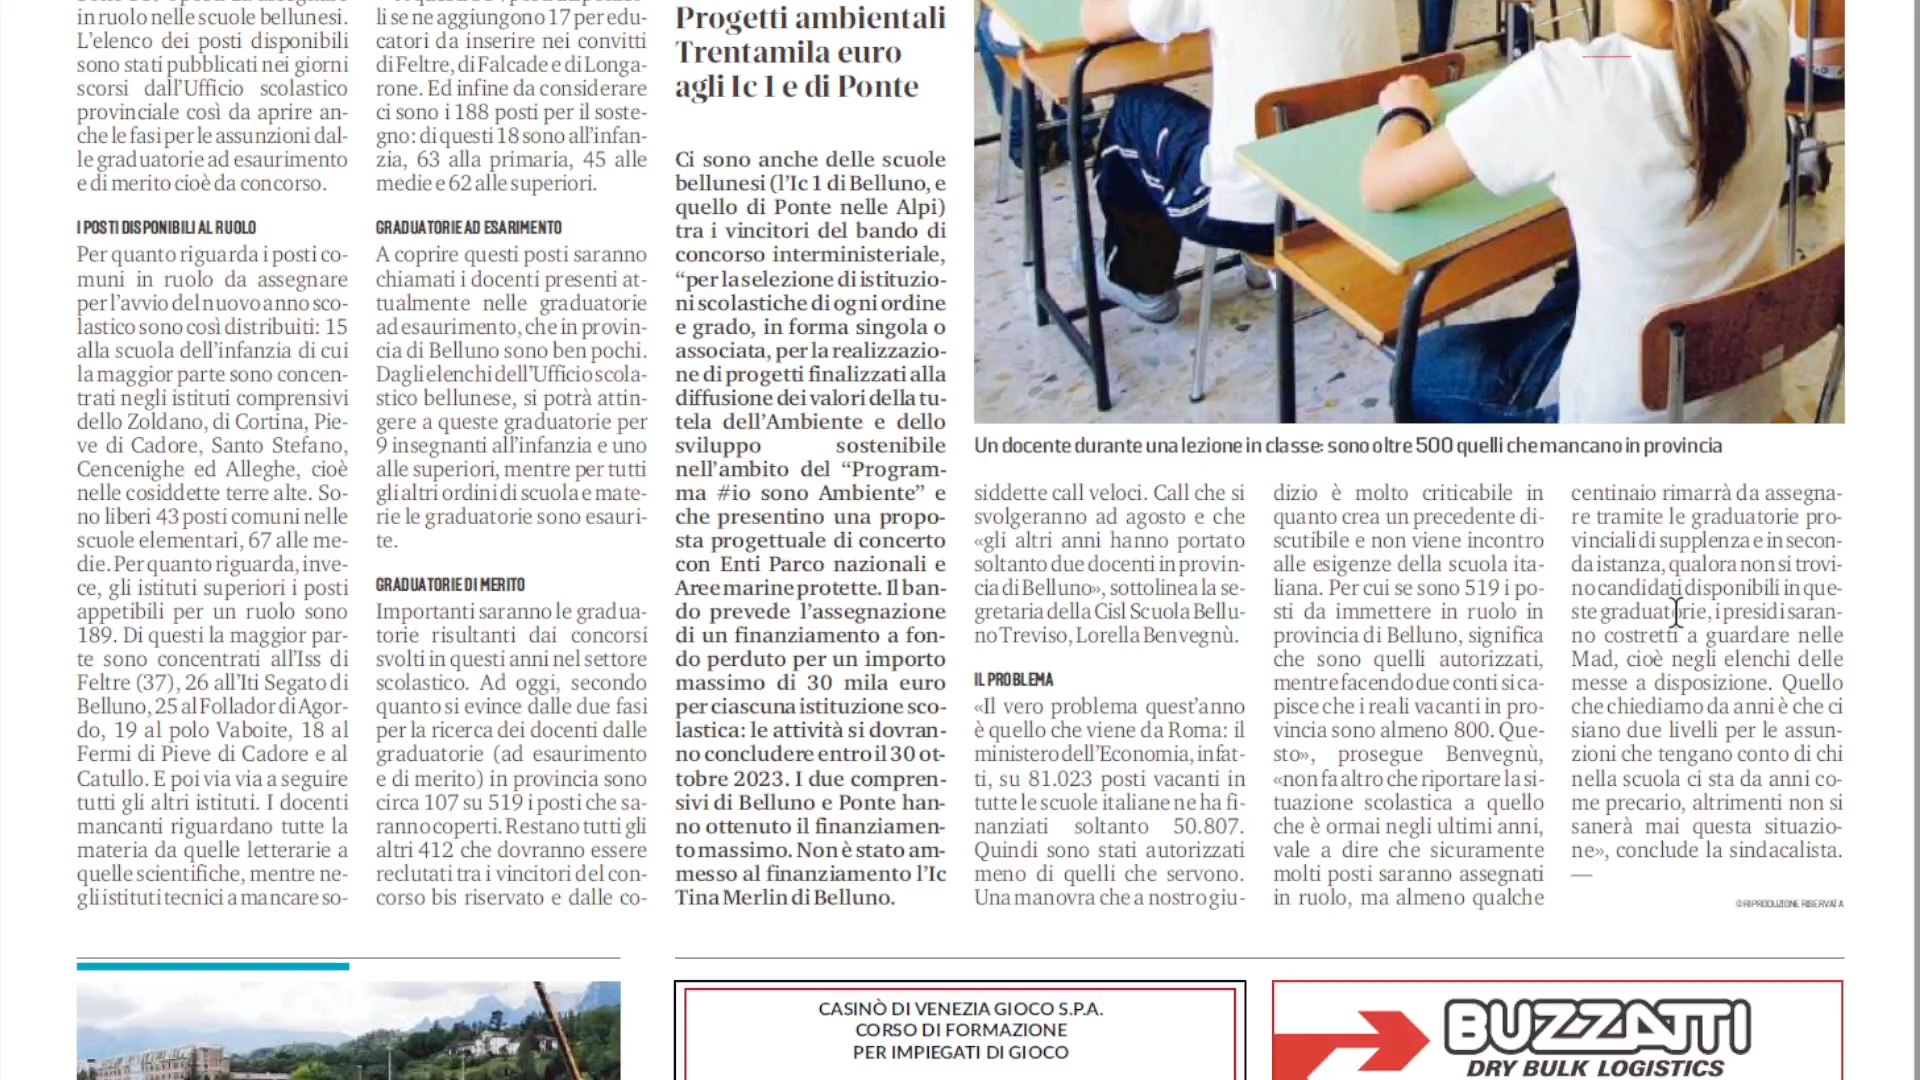 in ruolo nelle scuole bellunesi.
L'elenco dei posti disponibili
sono stati pubblicati nei giorni
scorsi dall'Ufficio scolastico
provinciale così da aprire an-
che le fasi per le assunzioni dal-
le graduatorie ad esaurimento
e di merito cioè da concorso.
I POSTI DISPONIBILI AL RUOLO
Per quanto riguarda i posti co-
muni in ruolo da assegnare
per l'avvio del nuovo anno sco-
lastico sono così distribuiti: 15
alla scuola dell'infanzia di cui
la maggior parte sono concen-
trati negli istituti comprensivi
dello Zoldano, di Cortina, Pie-
ve di Cadore, Santo Stefano,
Cencenighe ed Alleghe, cioè
nelle cosiddette terre alte. So-
no liberi 43 posti comuni nelle
scuole elementari, 67 alle me-
die. Per quanto riguarda, inve-
ce, gli istituti superiori i posti
appetibili per un ruolo sono
189. Di questi la maggior par-
te sono concentrati all'Iss di
Feltre (37), 26 all'Iti Segato di
Belluno, 25 al Follador di Agor-
do, 19 al polo Vaboite, 18 al
Fermi di Pieve di Cadore e al
Catullo. E poi via via a seguire
tutti gli altri istituti. I docenti
mancanti riguardano tutte la
materia da quelle letterarie a
quelle scientifiche, mentre ne-
gli istituti tecnici a mancare so-
li se ne aggiungono 17 per edu-
catori da inserire nei convitti
di Feltre, di Falcade e di Longa-
rone. Ed infine da considerare
ci sono i 188 posti per il soste-
gno: di questi 18 sono all'infan-
zia, 63 alla primaria, 45 alle
medie e 62 alle superiori.
GRADUATORIE AD ESARIMENTO
A coprire questi posti saranno
chiamati i docenti presenti at-
tualmente nelle graduatorie
ad esaurimento, che in provin-
cia di Belluno sono ben pochi.
Dagli elenchi dell'Ufficio scola-
stico bellunese, si potrà attin-
gere a queste graduatorie per
9 insegnanti all'infanzia e uno
alle superiori, mentre per tutti
gli altri ordini di scuola e mate-
rie le graduatorie sono esauri-
te.
GRADUATORIE DI MERITO
Importanti saranno le gradua-
torie risultanti dai concorsi
svolti in questi anni nel settore
scolastico. Ad oggi, secondo
quanto si evince dalle due fasi
per la ricerca dei docenti dalle
graduatorie (ad esaurimento
e di merito) in provincia sono
circa 107 su 519 i posti che sa-
ranno coperti. Restano tutti gli
altri 412 che dovranno essere
reclutati tra i vincitori del con-
corso bis riservato e dalle co-
Progetti ambientali
Trentamila euro
agli Ic 1 e di Ponte
Ci sono anche delle scuole
bellunesi (l'Ic 1 di Belluno, e
quello di Ponte nelle Alpi)
tra i vincitori del bando di
concorso interministeriale,
“per la selezione di istituzio-
ni scolastiche di ogni ordine
e grado, in forma singola o
associata, per la realizzazio-
ne di progetti finalizzati alla
diffusione dei valori della tu-
tela dell'Ambiente e dello
sviluppo sostenibile
nell'ambito del “Program-
ma #io sono Ambiente” e
che presentino una propo-
sta progettuale di concerto
con Enti Parco nazionali e
Aree marine protette. Il ban-
do prevede l'assegnazione
di un finanziamento a fon-
do perduto per un importo
massimo di 30 mila euro
per ciascuna istituzione sco-
lastica: le attività si dovran-
no concludere entro il 30 ot-
tobre 2023. I due compren-
sivi di Belluno e Ponte han-
no ottenuto il finanziamen-
to massimo. Non è stato am-
messo al finanziamento l'Ic
Tina Merlin di Belluno.
Un docente durante una lezione in classe: sono oltre 500 quelli che mancano in provincia
siddette call veloci. Call che si
svolgeranno ad agosto e che
«gli altri anni hanno portato
soltanto due docenti in provin-
cia di Belluno», sottolinea la se-
gretaria della Cisl Scuola Bellu-
no Treviso, Lorella Benvegnù.
IL PROBLEMA
«Il vero problema quest'anno
è quello che viene da Roma: il
ministero dell'Economia, infat-
ti, su 81.023 posti vacanti in
tutte le scuole italiane ne ha fi-
nanziati soltanto 50.807.
Quindi sono stati autorizzati
meno di quelli che servono.
Una manovra che a nostro giu-
dizio è molto criticabile in
quanto crea un precedente di-
scutibile e non viene incontro
alle esigenze della scuola ita-
liana. Per cui se sono 519 i po-
sti da immettere in ruolo in
provincia di Belluno, significa
che sono quelli autorizzati,
mentre facendo due conti si ca-
pisce che i reali vacanti in pro-
vincia sono almeno 800. Que-
sto», prosegue Benvegnù,
«non fa altro che riportare la si-
tuazione scolastica a quello
che è ormai negli ultimi anni,
vale a dire che sicuramente
molti posti saranno assegnati
in ruolo, ma almeno qualche
centinaio rimarrà da assegna-
re tramite le graduatorie pro-
vinciali di supplenza e in secon-
da istanza, qualora non si trovi-
no candidati disponibili in que-
ste graduatorie, i presidi saran-
no costretti a guardare nelle
Mad, cioè negli elenchi delle
messe a disposizione. Quello
che chiediamo da anni è che ci
siano due livelli per le assun-
zioni che tengano conto di chi
nella scuola ci sta da anni co-
me precario, altrimenti non si
sanerà mai questa situazio-
ne», conclude la sindacalista.
—
©RIPRODUZIONE RISERVATA
CASINÒ DI VENEZIA GIOCO S.P.A.
CORSO DI FORMAZIONE
PER IMPIEGATI DI GIOCO
BUZZATTI
DRY BULK LOGISTICS